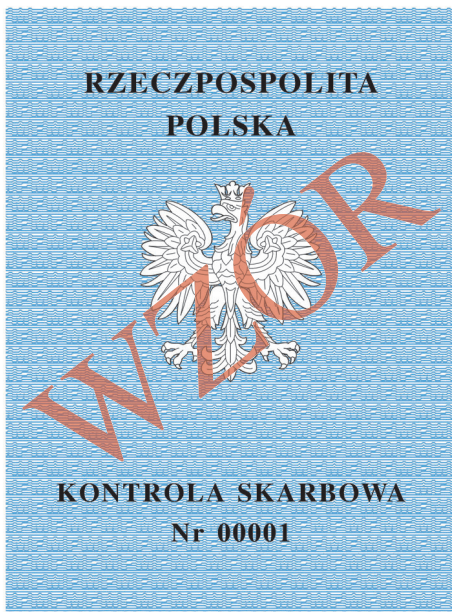 RZECZPOSPOLITA
POLSKA
WZÓR
KONTROLA SKARBOWA
Nr 00001